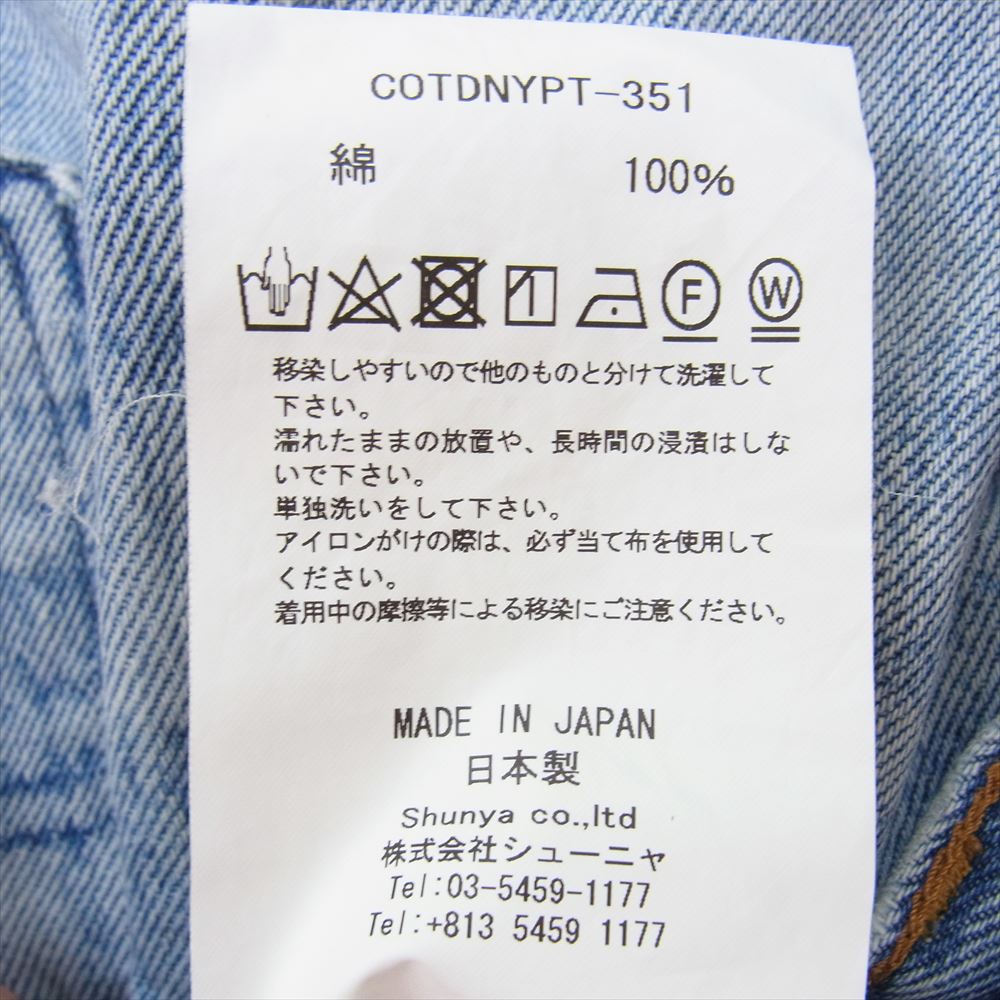 COTDNYPT-351
綿 100%
F W
移染しやすいので他のものと分けて洗濯して
下さい。
濡れたままの放置や、長時間の浸漬はしな
いで下さい。
単独洗いをして下さい。
アイロンがけの際は、必ず当て布を使用して
ください。
着用中の摩擦等による移染にご注意ください。
MADE IN JAPAN
日本製
Shunya co.,ltd
株式会社シューニャ
Tel:03-5459-1177
Tel:+813 5459 1177